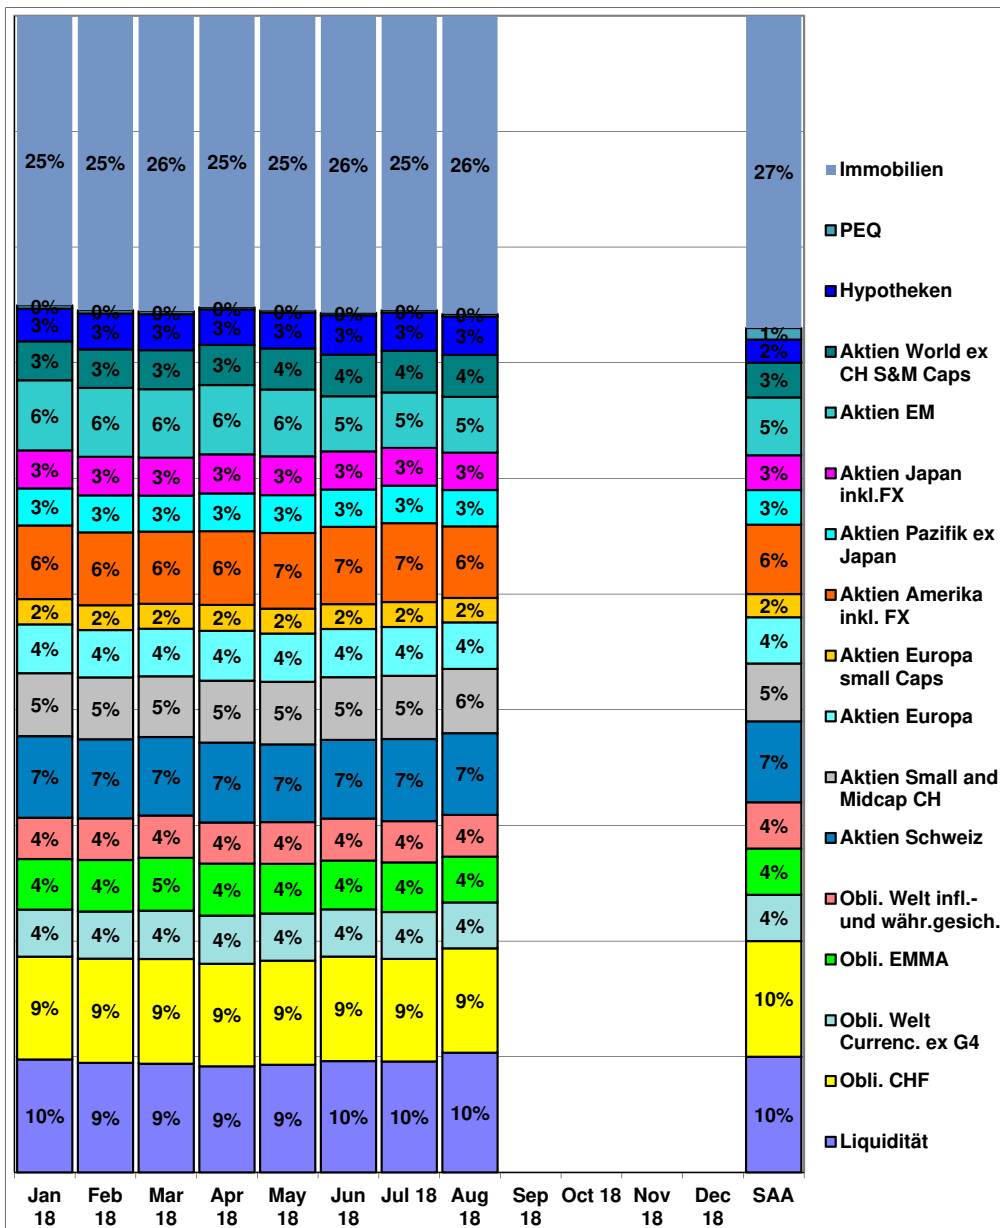 25% 25% 26% 25% 25% 26% 25% 26% 27%
0% 0% 0% 0% 0% 0% 0% 0% 1%
3% 3% 3% 3% 3% 3% 3% 3% 2%
3% 3% 3% 3% 4% 4% 4% 4% 3%
6% 6% 6% 6% 6% 5% 5% 5% 5%
3% 3% 3% 3% 3% 3% 3% 3% 3%
3% 3% 3% 3% 3% 3% 3% 3% 3%
6% 6% 6% 6% 7% 7% 7% 6% 6%
2% 2% 2% 2% 2% 2% 2% 2% 2%
4% 4% 4% 4% 4% 4% 4% 4% 4%
5% 5% 5% 5% 5% 5% 5% 6% 5%
7% 7% 7% 7% 7% 7% 7% 7% 7%
4% 4% 4% 4% 4% 4% 4% 4% 4%
4% 4% 5% 4% 4% 4% 4% 4% 4%
4% 4% 4% 4% 4% 4% 4% 4% 4%
9% 9% 9% 9% 9% 9% 9% 9% 10%
10% 9% 9% 9% 9% 10% 10% 10% 10%
Jan Feb Mar Apr May Jun Jul 18 Aug Sep Oct 18 Nov Dec SAA
18 18 18 18 18 18 18 18 18 18
Immobilien
PEQ
Hypotheken
Aktien World ex
CH S&M Caps
Aktien EM
Aktien Japan
inkl.FX
Aktien Pazifik ex
Japan
Aktien Amerika
inkl. FX
Aktien Europa
small Caps
Aktien Europa
Aktien Small and
Midcap CH
Aktien Schweiz
Obli. Welt infl.-
und währ.gesich.
Obli. EMMA
Obli. Welt
Currenc. ex G4
Obli. CHF
Liquidität